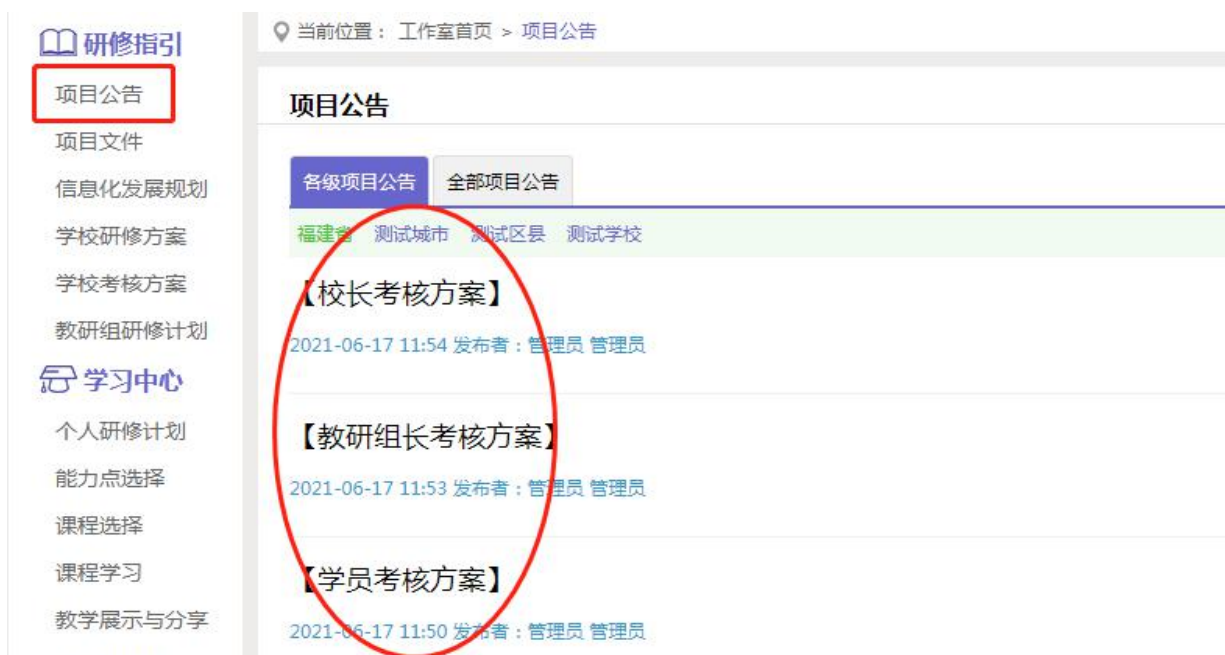 研修指引
项目公告
项目文件
信息化发展规划
学校研修方案
学校考核方案
教研组研修计划
学习中心
个人研修计划
能力点选择
课程选择
课程学习
教学展示与分享
当前位置： 工作室首页 > 项目公告
项目公告
各级项目公告 全部项目公告
福建省 测试城市 测试区县 测试学校
【校长考核方案】
2021-06-17 11:54 发布者：管理员 管理员
【教研组长考核方案】
2021-06-17 11:53 发布者：管理员 管理员
【学员考核方案】
2021-06-17 11:50 发布者：管理员 管理员